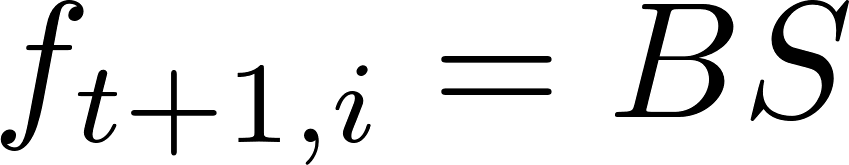 f_{t+1,i} = BS